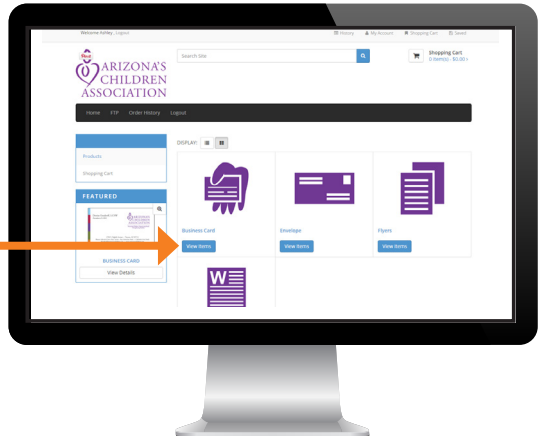 Welcome Ashley , Logout
History My Account Shopping Cart Saved
ARIZONA'S
CHILDREN
ASSOCIATION
Search Site
Shopping Cart
0 item(s) - $0.00
Home FTP Order History Logout
DISPLAY:
Products
Shopping Cart
FEATURED
BUSINESS CARD
View Details
Business Card
View Items
Envelope
View Items
Flyers
View Items
W